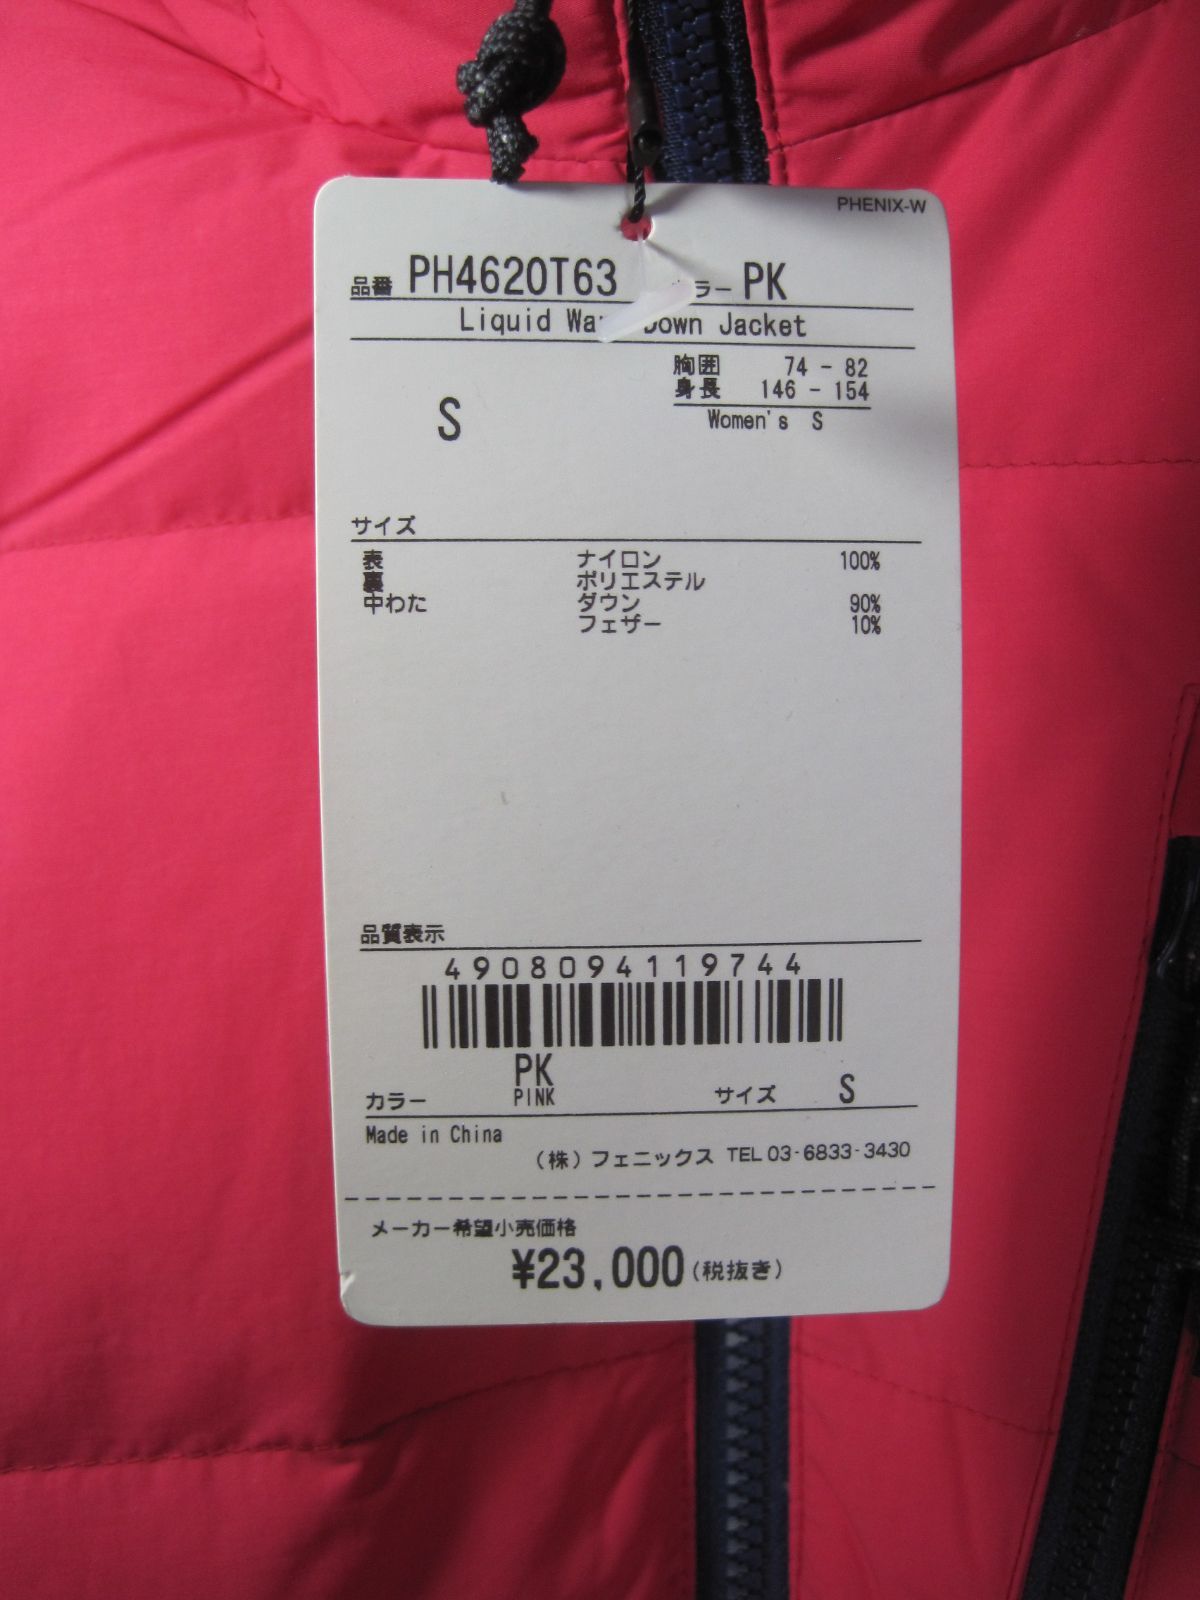 PHENIX-W
品番 PH4620T63 ラー PK
Liquid Down Jacket
胸囲 74 - 82
身長 146 - 154
S
Women's S
サイズ
表 ナイロン 100%
裏 ポリエステル
中わた ダウン 90%
フェザー 10%
品質表示
4908094119744
PK
カラー PINK サイズ S
Made in China
(株) フェニックス TEL 03-6833-3430
メーカー希望小売価格
¥23,000(税抜き)